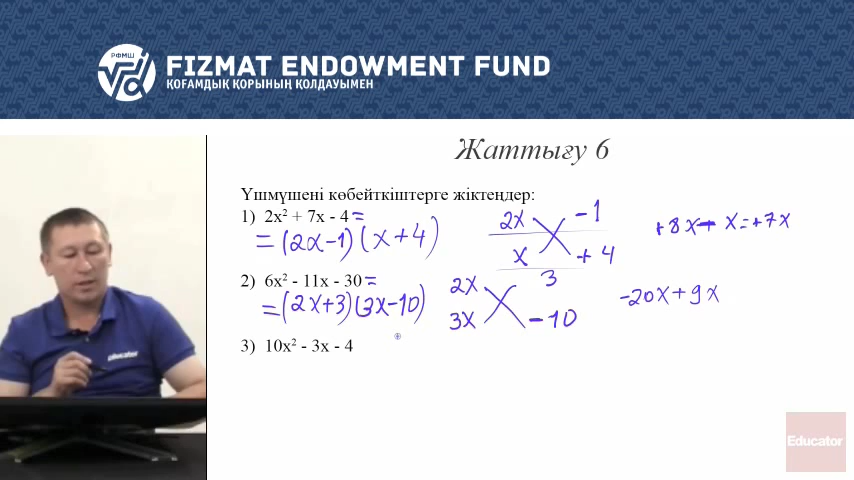 РФМШ
FIZMAT ENDOWMENT FUND
ҚОҒАМДЫҚ ҚОРЫНЫҢ ҚОЛДАУЫМЕН
Жаттығу 6
Үшмүшені көбейткіштерге жіктеңдер:
1) 2x² + 7x - 4 =
= (2x-1)(x+4)
2x -1
x +4
+8x - x = +7x
2) 6x² - 11x - 30 =
= (2x+3)(3x-10)
2x 3
3x -10
-20x+9x
3) 10x² - 3x - 4
educator
Educator